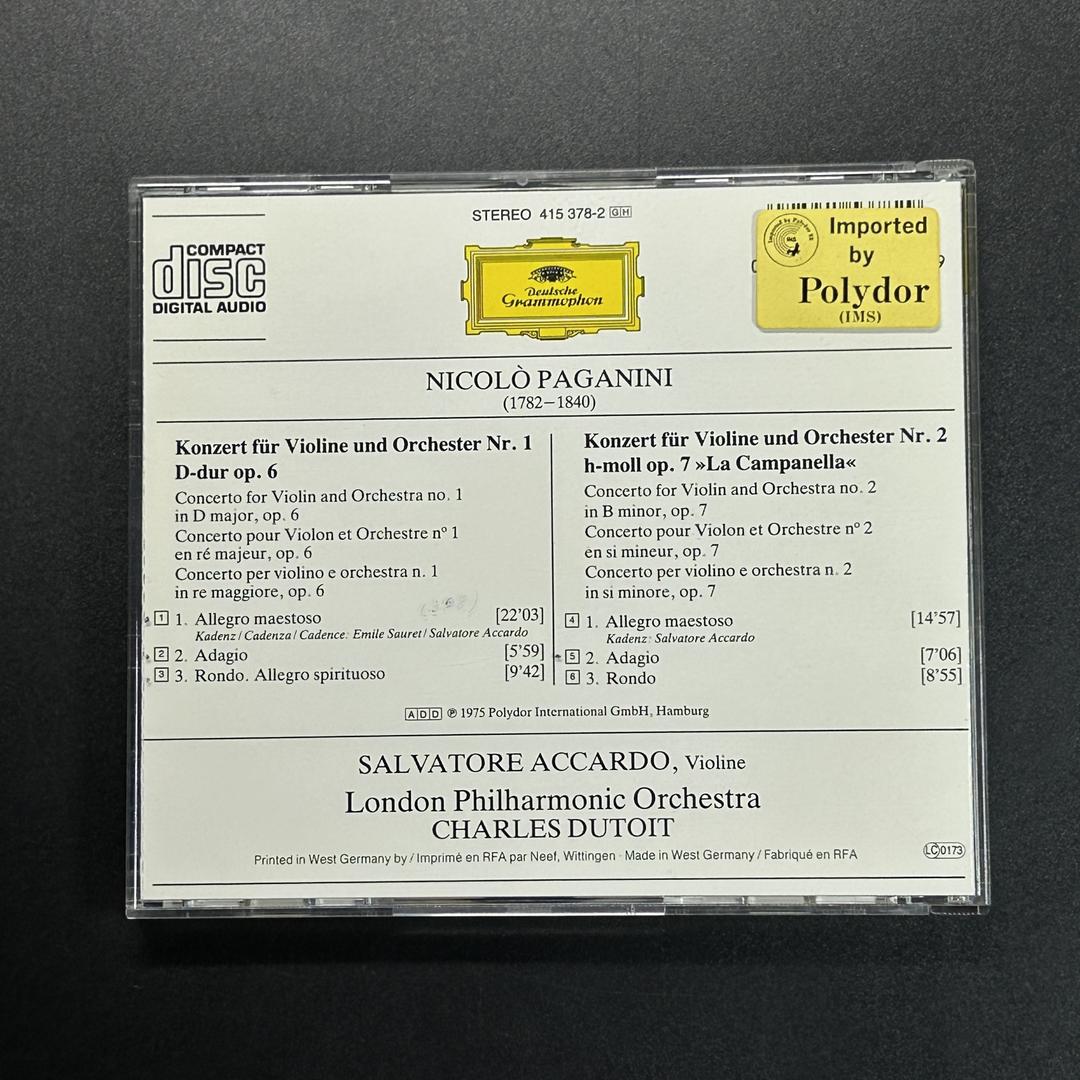 STEREO 415 378-2 GH
COMPACT
disc
DIGITAL AUDIO
Deutsche
Grammophon
Imported
by
Polydor
(IMS)
9
NICOLÒ PAGANINI
(1782–1840)
Konzert für Violine und Orchester Nr. 1
D-dur op. 6
Concerto for Violin and Orchestra no. 1
in D major, op. 6
Concerto pour Violon et Orchestre nº 1
en ré majeur, op. 6
Concerto per violino e orchestra n. 1
in re maggiore, op. 6
1 1. Allegro maestoso [22'03]
Kadenz / Cadenza / Cadence: Emile Sauret / Salvatore Accardo
2 2. Adagio [5'59]
3 3. Rondo. Allegro spirituoso [9'42]
Konzert für Violine und Orchester Nr. 2
h-moll op. 7 »La Campanella«
Concerto for Violin and Orchestra no. 2
in B minor, op. 7
Concerto pour Violon et Orchestre nº 2
en si mineur, op. 7
Concerto per violino e orchestra n. 2
in si minore, op. 7
4 1. Allegro maestoso [14'57]
Kadenz: Salvatore Accardo
5 2. Adagio [7'06]
6 3. Rondo [8'55]
ADD ℗ 1975 Polydor International GmbH, Hamburg
SALVATORE ACCARDO, Violine
London Philharmonic Orchestra
CHARLES DUTOIT
Printed in West Germany by / Imprimé en RFA par Neef, Wittingen · Made in West Germany / Fabriqué en RFA
LC 0173